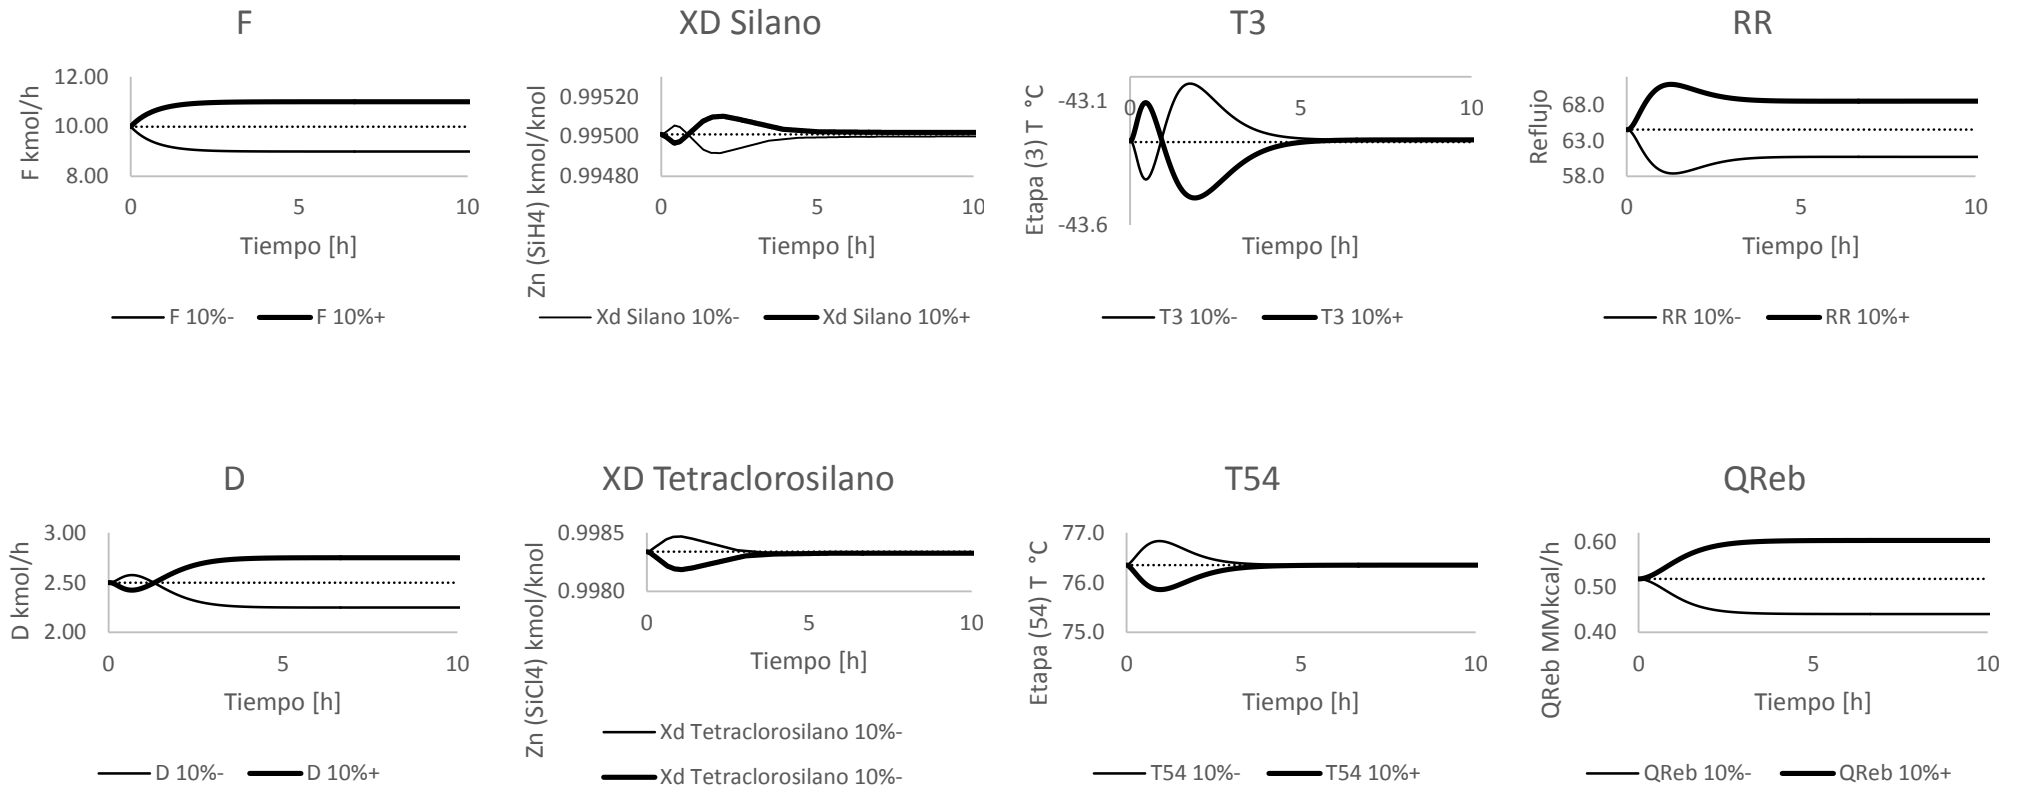 F
F kmol/h
12.00
10.00
8.00
0
5
10
Tiempo [h]
F 10%-
F 10%+
XD Silano
Zn (SiH4) kmol/knol
0.99520
0.99500
0.99480
0
5
10
Tiempo [h]
Xd Silano 10%-
Xd Silano 10%+
T3
Etapa (3) T °C
-43.1
-43.6
0
5
10
Tiempo [h]
T3 10%-
T3 10%+
RR
Reflujo
68.0
63.0
58.0
0
5
10
Tiempo [h]
RR 10%-
RR 10%+
D
D kmol/h
3.00
2.50
2.00
0
5
10
Tiempo [h]
D 10%-
D 10%+
XD Tetraclorosilano
Zn (SiCl4) kmol/knol
0.9985
0.9980
0
5
10
Tiempo [h]
Xd Tetraclorosilano 10%-
Xd Tetraclorosilano 10%-
T54
Etapa (54) T °C
77.0
76.0
75.0
0
5
10
Tiempo [h]
T54 10%-
T54 10%+
QReb
QReb MMkcal/h
0.60
0.50
0.40
0
5
10
Tiempo [h]
QReb 10%-
QReb 10%+